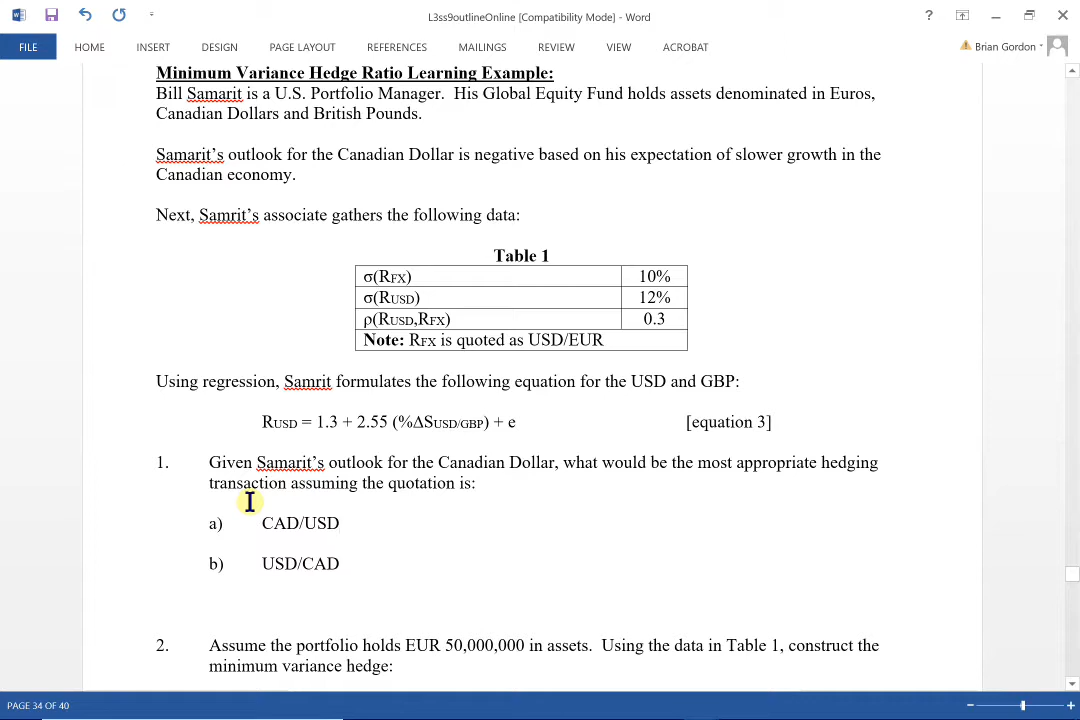 L3ss9outlineOnline [Compatibility Mode] - Word
FILE HOME INSERT DESIGN PAGE LAYOUT REFERENCES MAILINGS REVIEW VIEW ACROBAT Brian Gordon
Minimum Variance Hedge Ratio Learning Example:
Bill Samarit is a U.S. Portfolio Manager. His Global Equity Fund holds assets denominated in Euros,
Canadian Dollars and British Pounds.
Samarit's outlook for the Canadian Dollar is negative based on his expectation of slower growth in the
Canadian economy.
Next, Samrit's associate gathers the following data:
Table 1
σ(RFX) 10%
σ(RUSD) 12%
ρ(RUSD,RFX) 0.3
Note: RFX is quoted as USD/EUR
Using regression, Samrit formulates the following equation for the USD and GBP:
RUSD = 1.3 + 2.55 (%ΔSUSD/GBP) + e [equation 3]
1. Given Samarit's outlook for the Canadian Dollar, what would be the most appropriate hedging
transaction assuming the quotation is:
a) CAD/USD
b) USD/CAD
2. Assume the portfolio holds EUR 50,000,000 in assets. Using the data in Table 1, construct the
minimum variance hedge:
PAGE 34 OF 40